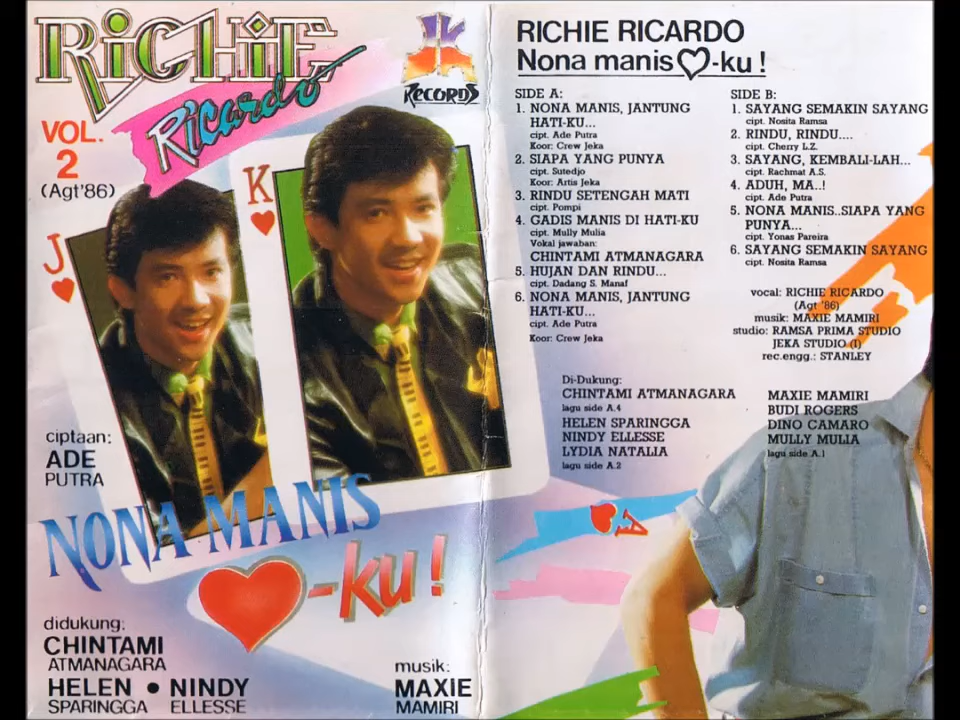 RICHIE
Ricardo
JK
RECORDS
VOL.
2
(Agt'86)
J
K
ciptaan:
ADE
PUTRA
NONA MANIS
♥-ku!
didukung:
CHINTAMI
ATMANAGARA
HELEN • NINDY
SPARINGGA ELLESSE
musik:
MAXIE
MAMIRI
RICHIE RICARDO
Nona manis♡-ku!
SIDE A:
1. NONA MANIS, JANTUNG
HATI-KU...
cipt. Ade Putra
Koor: Crew Jeka
2. SIAPA YANG PUNYA
cipt. Sutedjo
Koor: Artis Jeka
3. RINDU SETENGAH MATI
cipt. Pompi
4. GADIS MANIS DI HATI-KU
cipt. Mully Mulia
Vokal jawaban:
CHINTAMI ATMANAGARA
5. HUJAN DAN RINDU...
cipt. Dadang S. Manaf
6. NONA MANIS, JANTUNG
HATI-KU...
cipt. Ade Putra
Koor: Crew Jeka
SIDE B:
1. SAYANG SEMAKIN SAYANG
cipt. Nosita Ramsa
2. RINDU, RINDU....
cipt. Cherry L.Z.
3. SAYANG, KEMBALI-LAH...
cipt. Rachmat A.S.
4. ADUH, MA..!
cipt. Ade Putra
5. NONA MANIS..SIAPA YANG
PUNYA...
cipt. Yonas Pareira
6. SAYANG SEMAKIN SAYANG
cipt. Nosita Ramsa
vocal: RICHIE RICARDO
(Agt '86)
musik: MAXIE MAMIRI
studio: RAMSA PRIMA STUDIO
JEKA STUDIO (I)
rec.engg.: STANLEY
Di-Dukung:
CHINTAMI ATMANAGARA
lagu side A.4
HELEN SPARINGGA
NINDY ELLESSE
LYDIA NATALIA
lagu side A.2
MAXIE MAMIRI
BUDI ROGERS
DINO CAMARO
MULLY MULIA
lagu side A.1
A